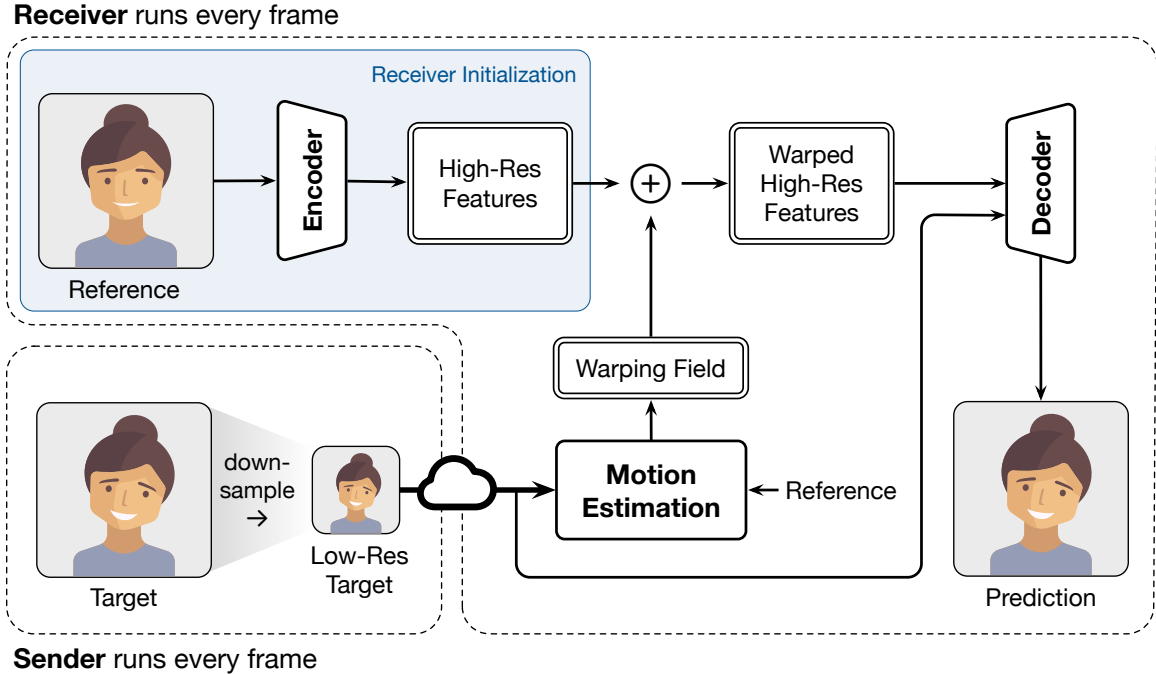 Receiver runs every frame
Receiver Initialization
Reference
Encoder
High-Res
Features
+
Warped
High-Res
Features
Decoder
Warping Field
Motion
Estimation
Reference
down-
sample
→
Low-Res
Target
Target
Prediction
Sender runs every frame